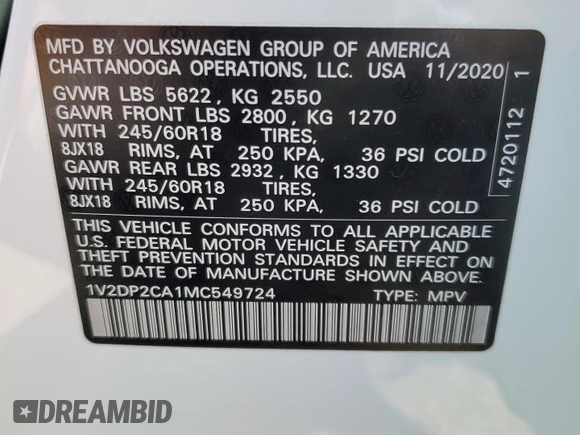 MFD BY VOLKSWAGEN GROUP OF AMERICA
CHATTANOOGA OPERATIONS, LLC. USA 11/2020
GVWR LBS 5622, KG 2550
GAWR FRONT LBS 2800, KG 1270
WITH 245/60R18 TIRES,
8JX18 RIMS, AT 250 KPA, 36 PSI COLD
GAWR REAR LBS 2932, KG 1330
WITH 245/60R18 TIRES,
8JX18 RIMS, AT 250 KPA, 36 PSI COLD
THIS VEHICLE CONFORMS TO ALL APPLICABLE
U.S. FEDERAL MOTOR VEHICLE SAFETY AND
THEFT PREVENTION STANDARDS IN EFFECT ON
THE DATE OF MANUFACTURE SHOWN ABOVE.
1V2DP2CA1MC549724 TYPE: MPV
4720112 1
DREAMBID